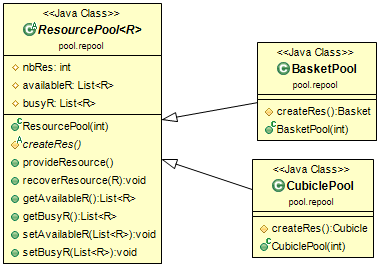 <<Java Class>>
ResourcePool<R>
pool.repool
nbRes: int
availableR: List<R>
busyR: List<R>
ResourcePool(int)
createRes()
provideResource()
recoverResource(R):void
getAvailableR():List<R>
getBusyR():List<R>
setAvailableR(List<R>):void
setBusyR(List<R>):void
<<Java Class>>
BasketPool
pool.repool
createRes():Basket
BasketPool(int)
<<Java Class>>
CubiclePool
pool.repool
createRes():Cubicle
CubiclePool(int)